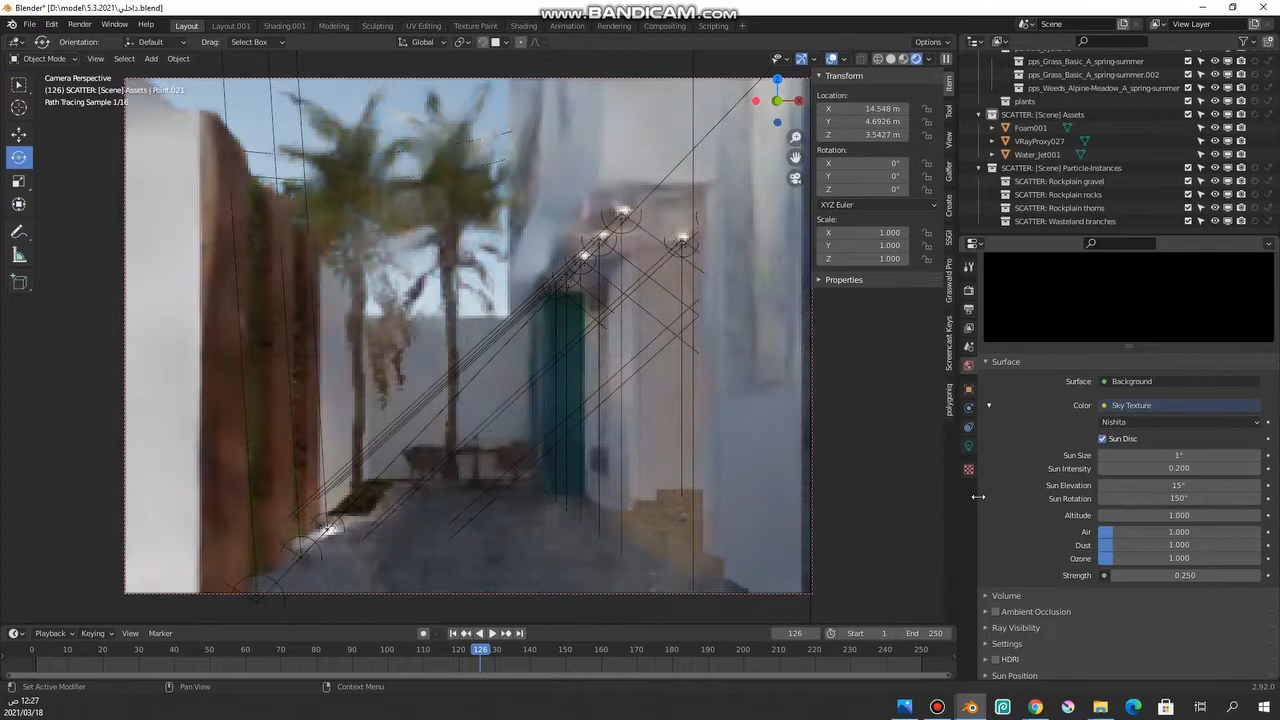 Blender* [D:\model\5.3.2021\داخلي.blend]
www.BANDICAM.com
File Edit Render Window Help
Layout Layout.001 Shading.001 Modeling Sculpting UV Editing Texture Paint Shading Animation Rendering Compositing Scripting
Scene
View Layer
Orientation: Default Drag: Select Box Global Options
Object Mode View Select Add Object
Camera Perspective
(126) SCATTER: [Scene] Assets | Point.021
Path Tracing Sample 1/16
Transform
Location:
X 14.548 m
Y 4.6926 m
Z 3.5427 m
Rotation:
X 0°
Y 0°
Z 0°
XYZ Euler
Scale:
X 1.000
Y 1.000
Z 1.000
Properties
Item
Tool
View
Gaffer
Create
SSGI
Graswald Pro
Screencast Keys
polygoniq
pps_Grass_Basic_A_spring-summer
pps_Grass_Basic_A_spring-summer.002
pps_Weeds_Alpine-Meadow_A_spring-summer
plants
SCATTER: [Scene] Assets
Foam001
VRayProxy027
Water_Jet001
SCATTER: [Scene] Particle-Instances
SCATTER: Rockplain gravel
SCATTER: Rockplain rocks
SCATTER: Rockplain thorns
SCATTER: Wasteland branches
Surface
Surface Background
Color Sky Texture
Nishita
Sun Disc
Sun Size 1°
Sun Intensity 0.200
Sun Elevation 15°
Sun Rotation 150°
Altitude 1.000
Air 1.000
Dust 1.000
Ozone 1.000
Strength 0.250
Volume
Ambient Occlusion
Ray Visibility
Settings
HDRI
Sun Position
Playback Keying View Marker 126 Start 1 End 250
0 10 20 30 40 50 60 70 80 90 100 110 120 126 130 140 150 160 170 180 190 200 210 220 230 240 250
Set Active Modifier Pan View Context Menu 2.92.0
12:27 ص
2021/03/18